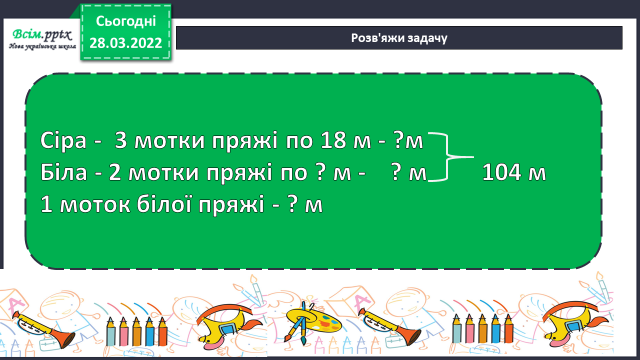 Всім.pptx
Нова українська школа
Сьогодні
28.03.2022
Розв'яжи задачу
Сіра - 3 мотки пряжі по 18 м - ?м
Біла - 2 мотки пряжі по ? м - ? м 104 м
1 моток білої пряжі - ? м